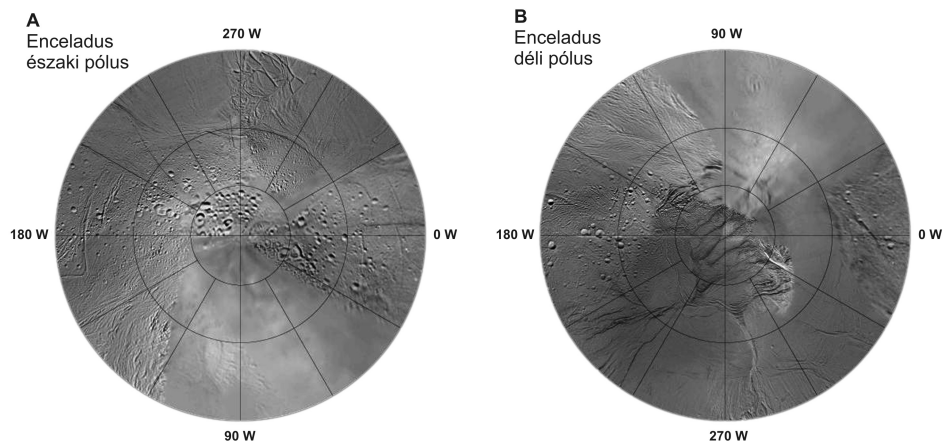 A
Enceladus
északi pólus
270 W
180 W
0 W
90 W
B
Enceladus
déli pólus
90 W
180 W
0 W
270 W